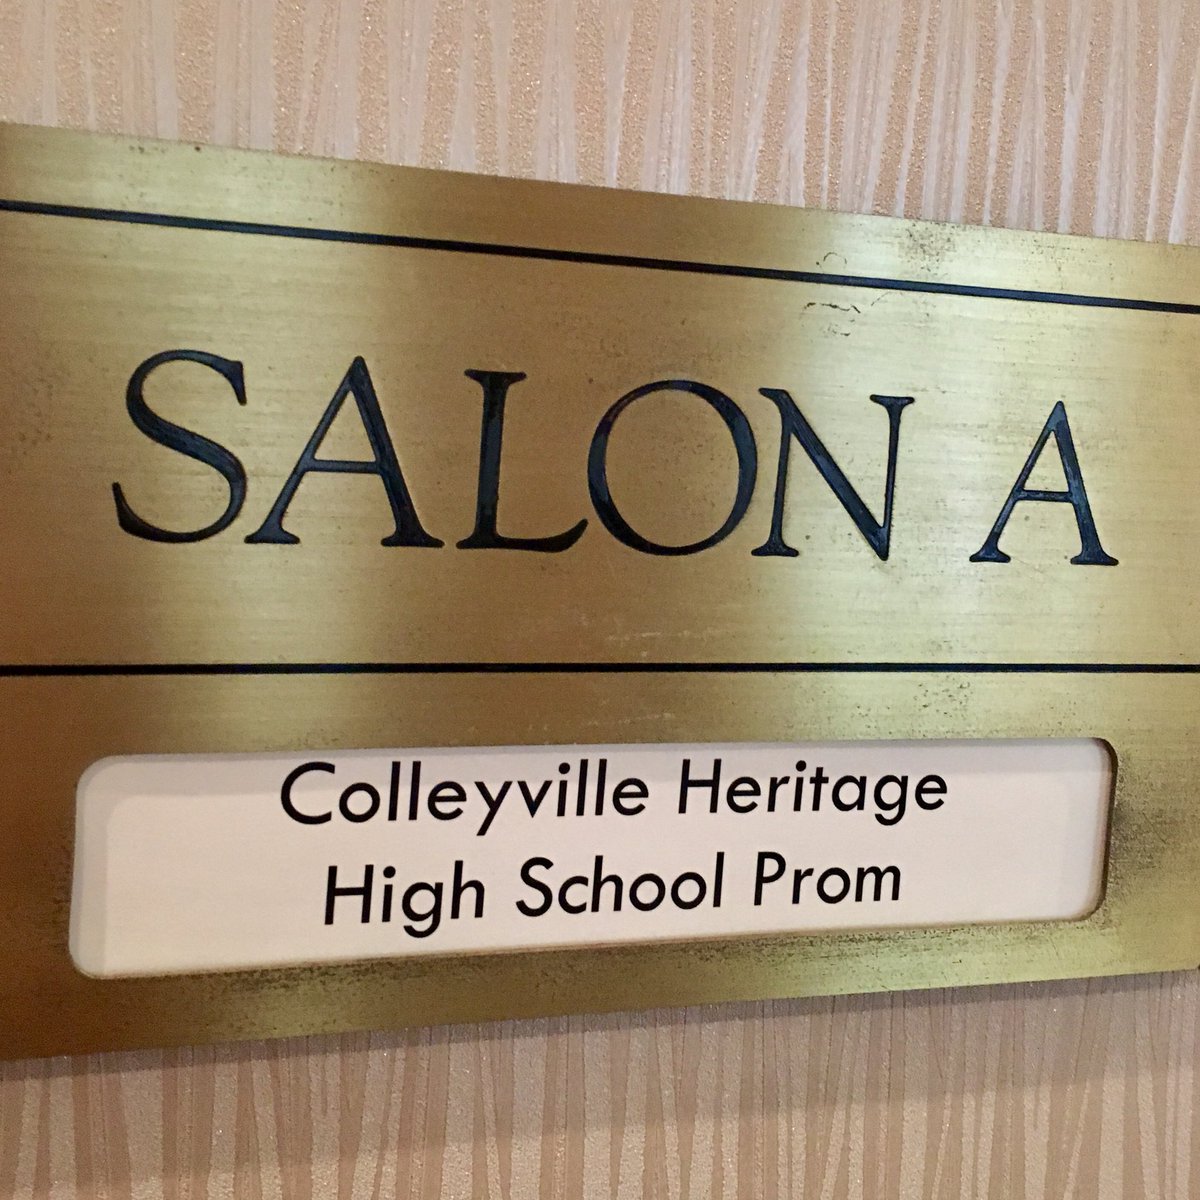 SALON A
Colleyville Heritage
High School Prom